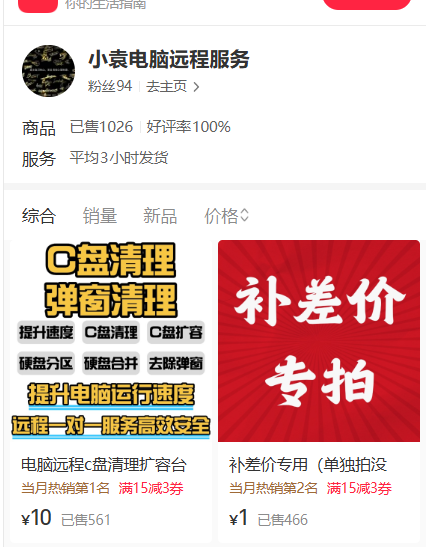 你的生活指南
小袁电脑远程服务
粉丝94 去主页
商品 已售1026 好评率100%
服务 平均3小时发货
综合 销量 新品 价格
C盘清理
弹窗清理
提升速度 C盘清理 C盘扩容
硬盘分区 硬盘合并 去除弹窗
提升电脑运行速度
远程一对一服务高效安全
电脑远程c盘清理扩容台
当月热销第1名 满15减3券
¥10 已售561
补差价
专拍
补差价专用（单独拍没
当月热销第2名 满15减3券
¥1 已售466